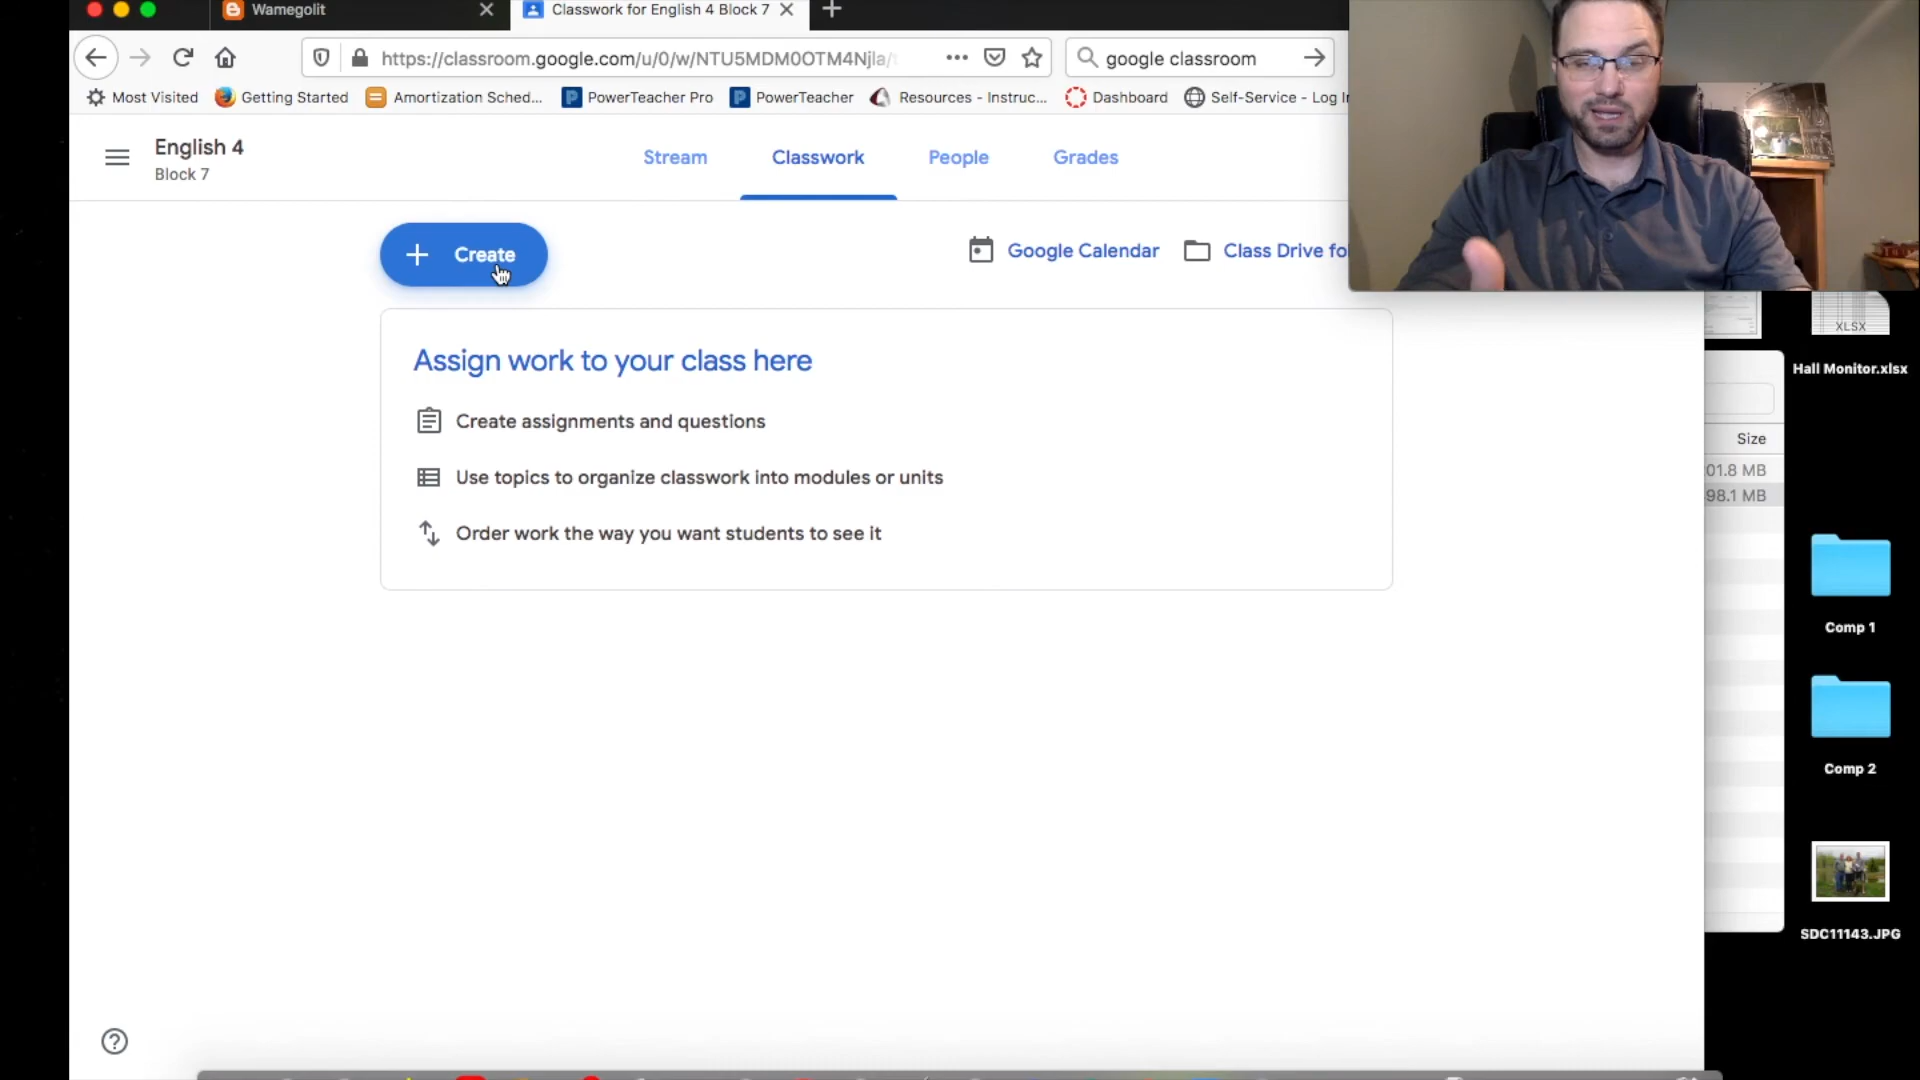 Wamegolit
Classwork for English 4 Block 7
https://classroom.google.com/u/0/w/NTU5MDM0OTM4Njla/
google classroom
Most Visited
Getting Started
Amortization Sched...
PowerTeacher Pro
PowerTeacher
Resources - Instruc...
Dashboard
Self-Service - Log I
English 4
Block 7
Stream
Classwork
People
Grades
Create
Google Calendar
Class Drive fo
Assign work to your class here
Create assignments and questions
Use topics to organize classwork into modules or units
Order work the way you want students to see it
XLSX
Hall Monitor.xlsx
Size
01.8 MB
98.1 MB
Comp 1
Comp 2
SDC11143.JPG